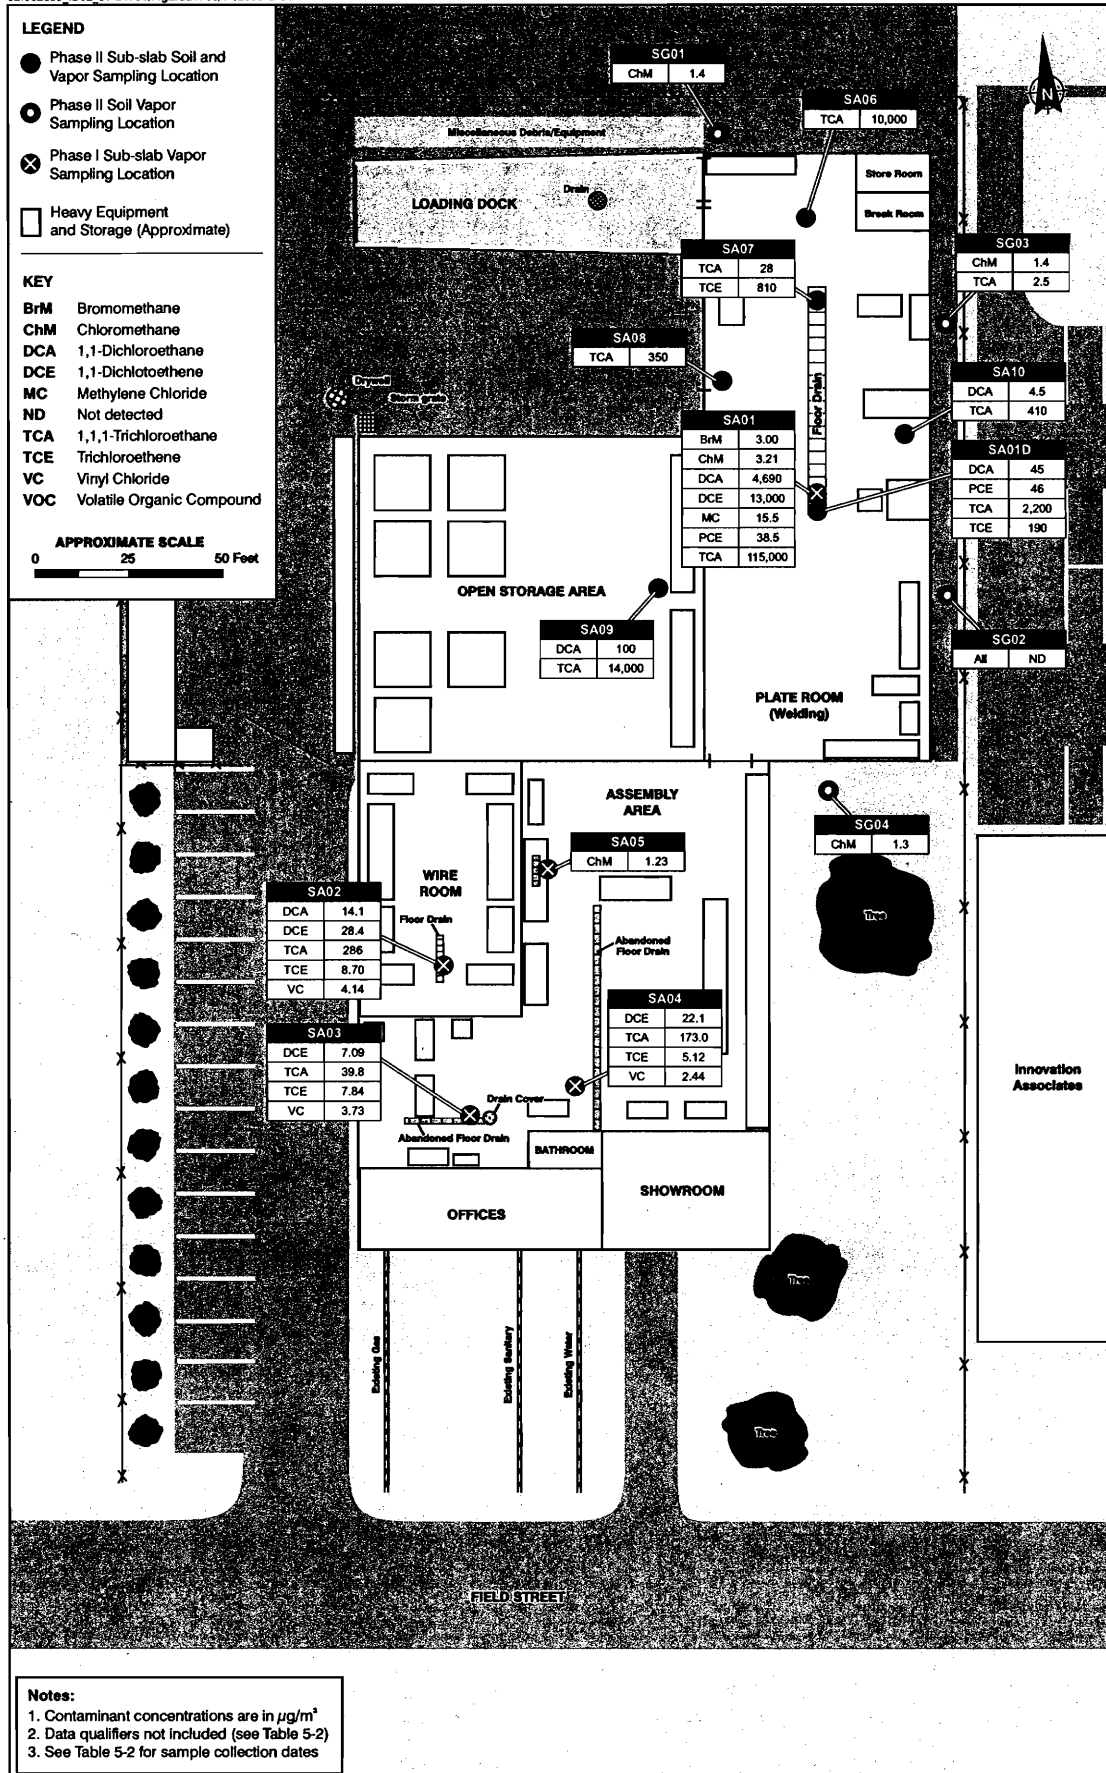 LEGEND
Phase II Sub-slab Soil and
Vapor Sampling Location
Phase II Soil Vapor
Sampling Location
Phase I Sub-slab Vapor
Sampling Location
Heavy Equipment
and Storage (Approximate)
KEY
BrM Bromomethane
ChM Chloromethane
DCA 1,1-Dichloroethane
DCE 1,1-Dichlotoethene
MC Methylene Chloride
ND Not detected
TCA 1,1,1-Trichloroethane
TCE Trichloroethene
VC Vinyl Chloride
VOC Volatile Organic Compound
APPROXIMATE SCALE
0 25 50 Feet
N
SG01
ChM 1.4
SA06
TCA 10,000
Miscellaneous Debris/Equipment
Drain
LOADING DOCK
Store Room
Break Room
SA07
TCA 28
TCE 810
SG03
ChM 1.4
TCA 2.5
SA08
TCA 350
Drywell
Storm grate
Floor Drain
SA10
DCA 4.5
TCA 410
SA01
BrM 3.00
ChM 3.21
DCA 4,690
DCE 13,000
MC 15.5
PCE 38.5
TCA 115,000
SA01D
DCA 45
PCE 46
TCA 2,200
TCE 190
OPEN STORAGE AREA
SA09
DCA 100
TCA 14,000
SG02
All ND
PLATE ROOM
(Welding)
ASSEMBLY
AREA
SG04
ChM 1.3
SA05
ChM 1.23
WIRE
ROOM
SA02
DCA 14.1
DCE 28.4
TCA 286
TCE 8.70
VC 4.14
Floor Drain
Abandoned
Floor Drain
Tree
SA04
DCE 22.1
TCA 173.0
TCE 5.12
VC 2.44
SA03
DCE 7.09
TCA 39.8
TCE 7.84
VC 3.73
Drain Cover
Abandoned Floor Drain
Innovation
Associates
BATHROOM
OFFICES
SHOWROOM
Tree
Existing Gas
Existing Sanitary
Existing Water
Tree
FIELD STREET
Notes:
1. Contaminant concentrations are in µg/m³
2. Data qualifiers not included (see Table 5-2)
3. See Table 5-2 for sample collection dates